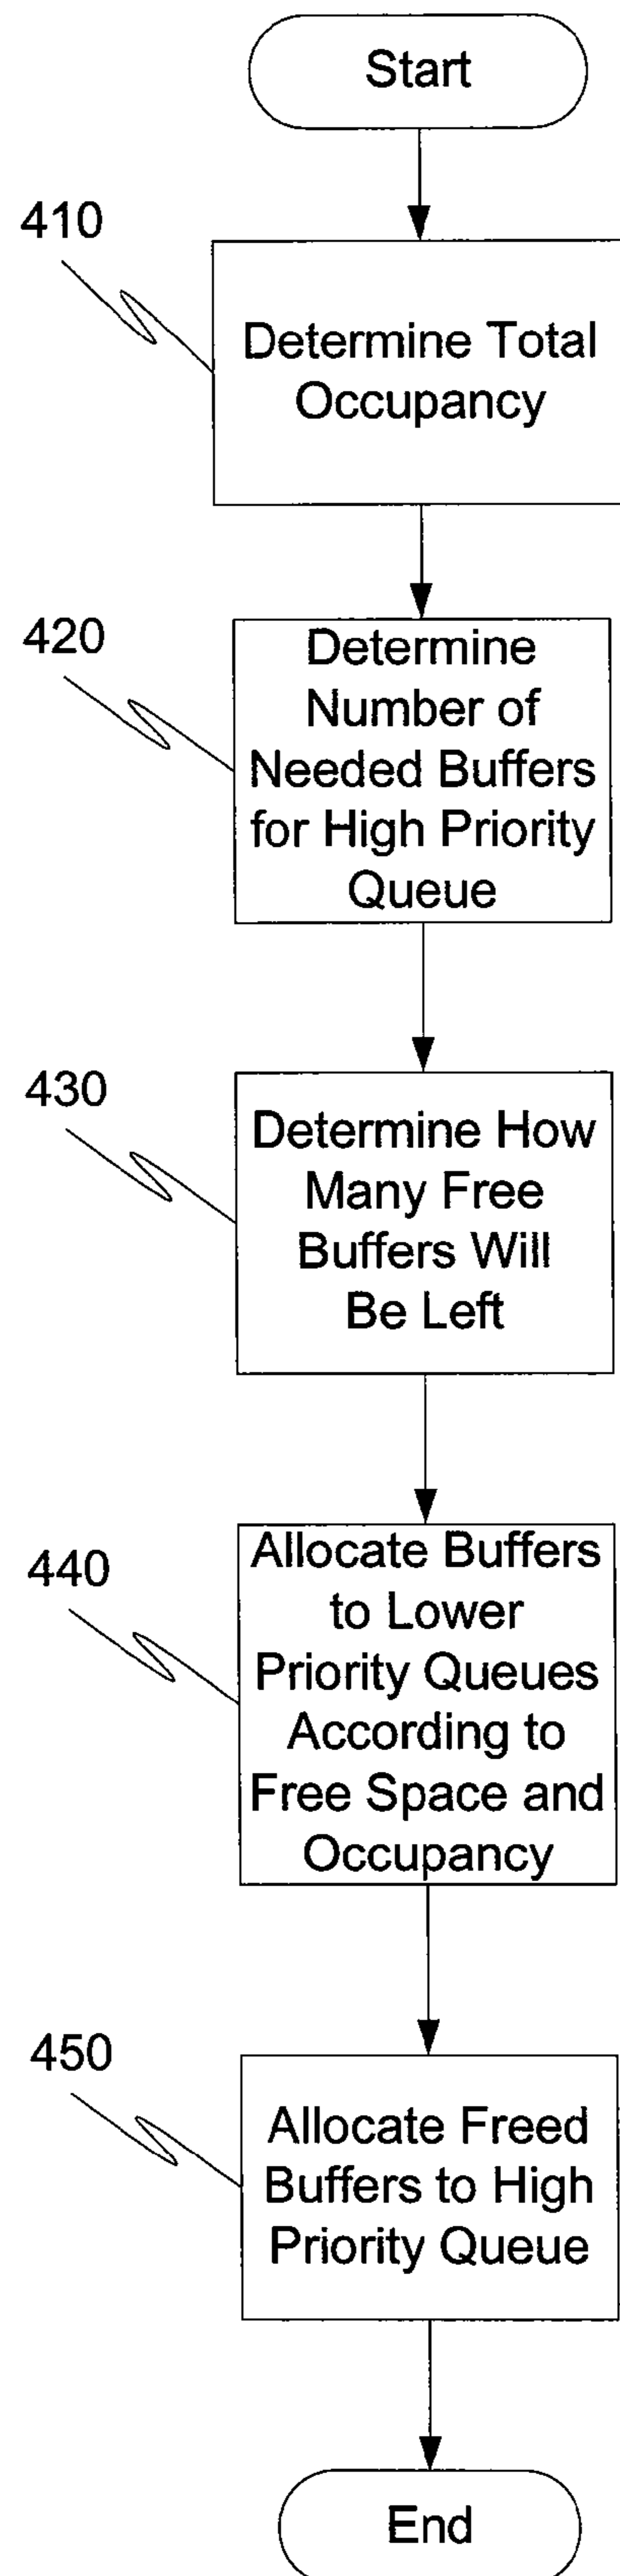 Start
410
Determine Total
Occupancy
420
Determine
Number of
Needed Buffers
for High Priority
Queue
430
Determine How
Many Free
Buffers Will
Be Left
440
Allocate Buffers
to Lower
Priority Queues
According to
Free Space and
Occupancy
450
Allocate Freed
Buffers to High
Priority Queue
End